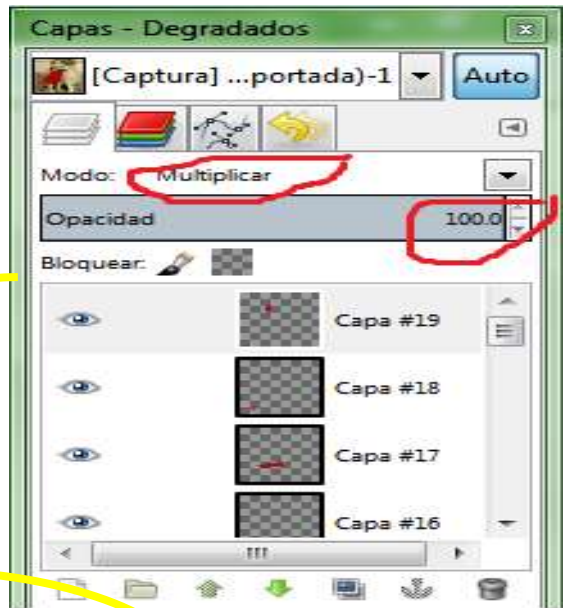 Capas - Degradados
[Captura] ...portada)-1 Auto
Modo: Multiplicar
Opacidad 100.0
Bloquear:
Capa #19
Capa #18
Capa #17
Capa #16